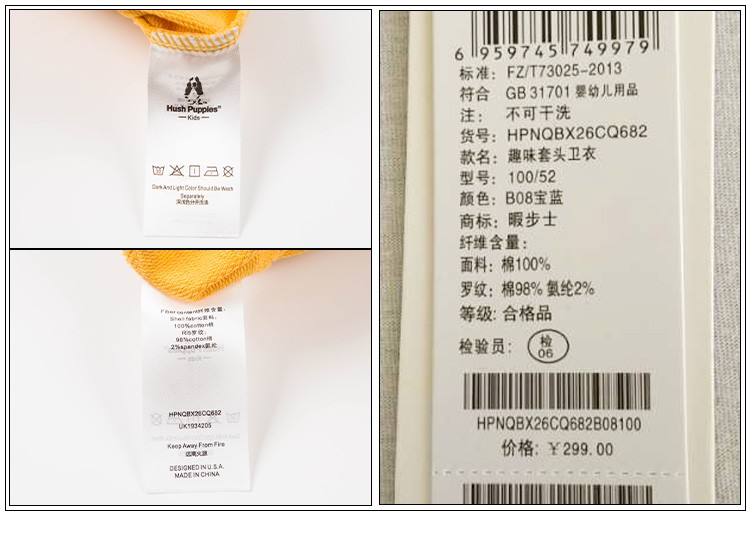 Hush Puppies
Kids
Dark And Light Color Should Be Wash
Separately
深浅色分开洗涤
Fiber content纤维含量:
Shell fabric面料:
100%cotton棉
Rib罗纹:
98%cotton棉
2%spandex氨纶
HPNQBX26CQ682
UK1934205
Keep Away From Fire
远离火源
DESIGNED IN U.S.A.
MADE IN CHINA
6 959745 749979
标准: FZ/T73025-2013
符合 GB 31701 婴幼儿用品
注: 不可干洗
货号: HPNQBX26CQ682
款名: 趣味套头卫衣
型号: 100/52
颜色: B08宝蓝
商标: 暇步士
纤维含量:
面料: 棉100%
罗纹: 棉98% 氨纶2%
等级: 合格品
检验员: 检
06
HPNQBX26CQ682B08100
价格: ￥299.00